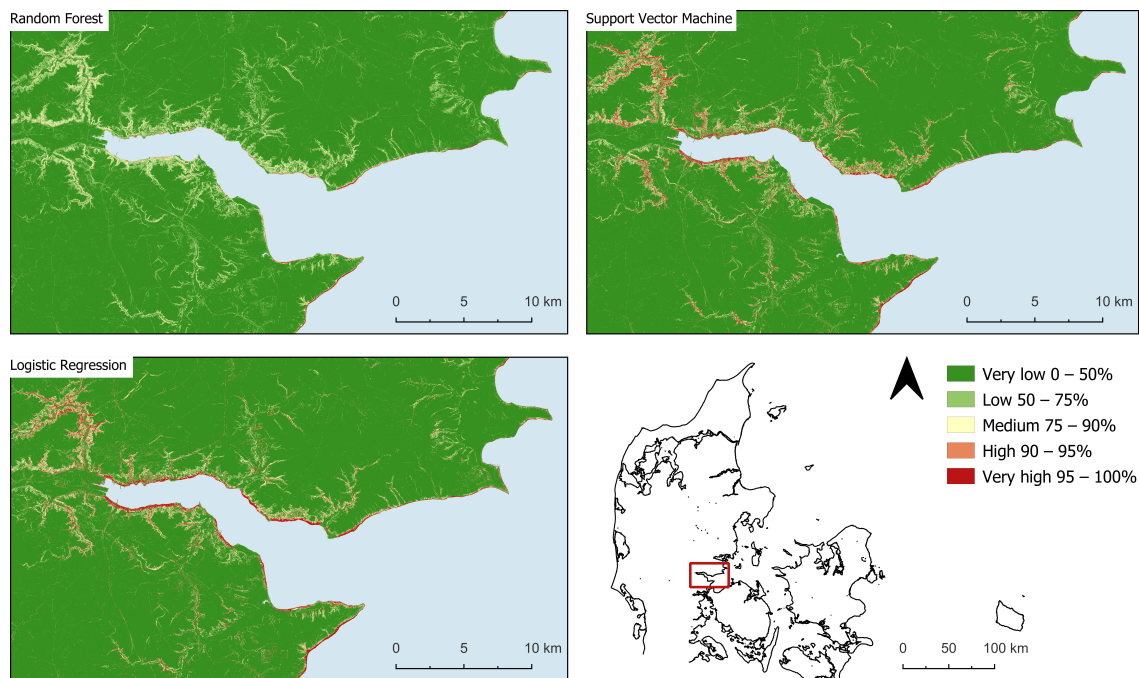 Random Forest
0 5 10 km
Support Vector Machine
0 5 10 km
Logistic Regression
0 5 10 km
Very low 0 – 50%
Low 50 – 75%
Medium 75 – 90%
High 90 – 95%
Very high 95 – 100%
0 50 100 km